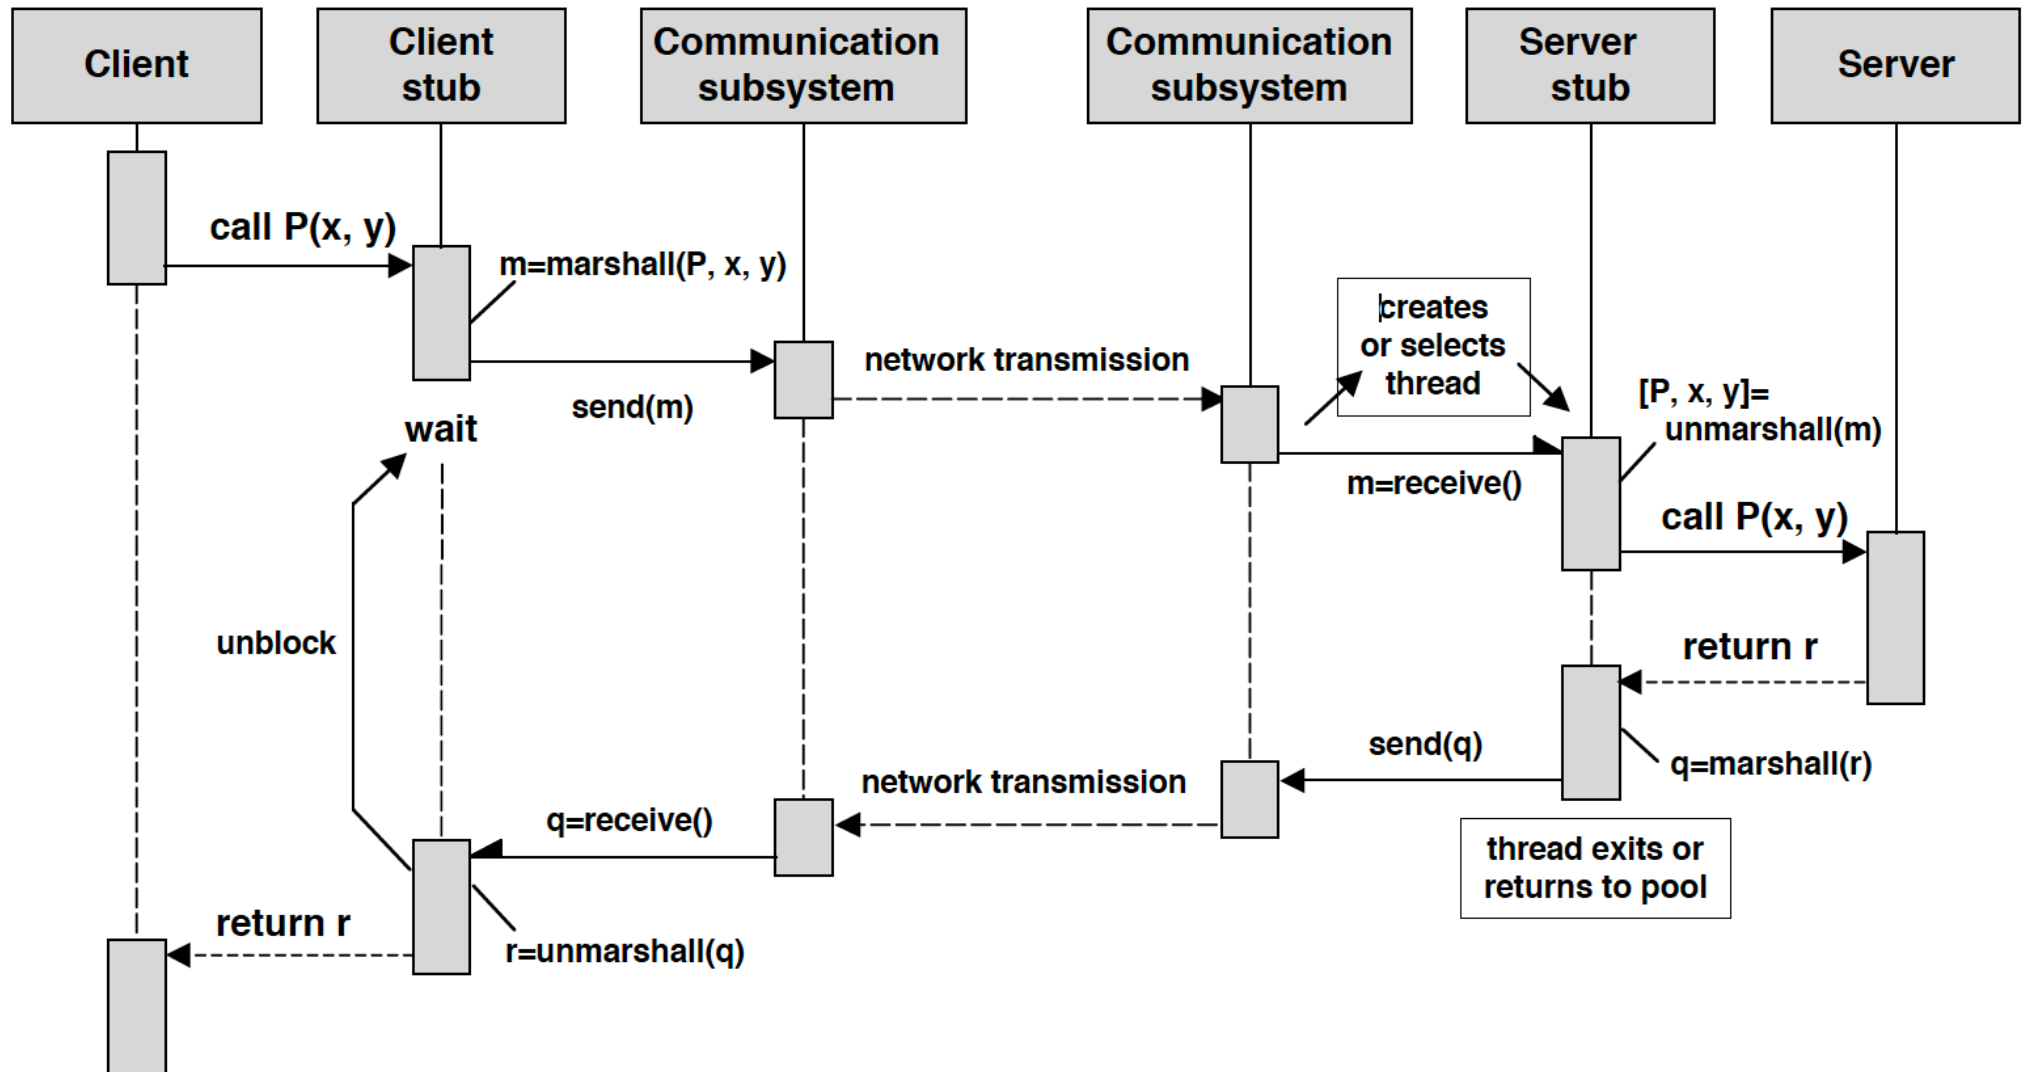 Client
Client
stub
Communication
subsystem
Communication
subsystem
Server
stub
Server
call P(x, y)
m=marshall(P, x, y)
send(m)
wait
network transmission
creates
or selects
thread
m=receive()
[P, x, y]=
unmarshall(m)
call P(x, y)
return r
q=marshall(r)
send(q)
thread exits or
returns to pool
network transmission
q=receive()
unblock
r=unmarshall(q)
return r